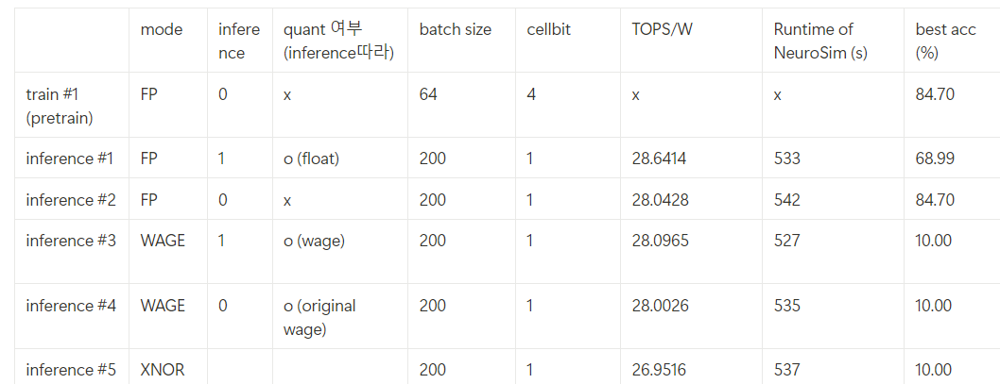 mode infere quant 여부 batch size cellbit TOPS/W Runtime of best acc
nce (inference따라) NeuroSim (s) (%)
train #1 FP 0 x 64 4 x x 84.70
(pretrain)
inference #1 FP 1 o (float) 200 1 28.6414 533 68.99
inference #2 FP 0 x 200 1 28.0428 542 84.70
inference #3 WAGE 1 o (wage) 200 1 28.0965 527 10.00
inference #4 WAGE 0 o (original 200 1 28.0026 535 10.00
wage)
inference #5 XNOR 200 1 26.9516 537 10.00